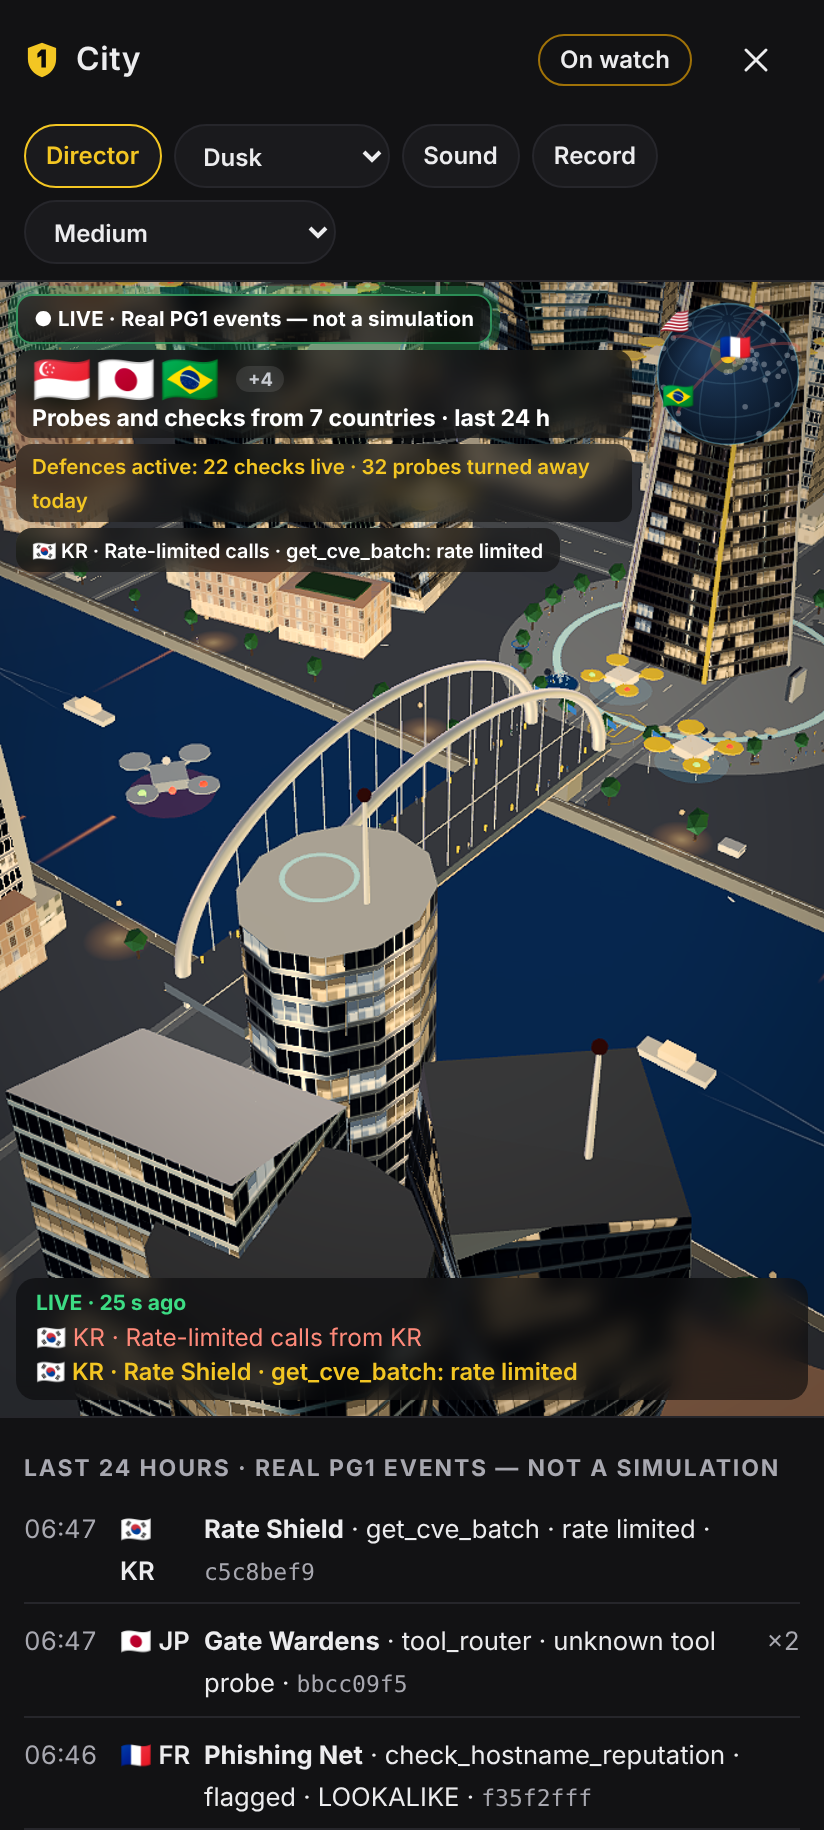 1 City
On watch
Director
Dusk
Sound
Record
Medium
LIVE · Real PG1 events — not a simulation
+4
Probes and checks from 7 countries · last 24 h
Defences active: 22 checks live · 32 probes turned away
today
KR · Rate-limited calls · get_cve_batch: rate limited
LIVE · 25 s ago
KR · Rate-limited calls from KR
KR · Rate Shield · get_cve_batch: rate limited
LAST 24 HOURS · REAL PG1 EVENTS — NOT A SIMULATION
06:47 KR Rate Shield · get_cve_batch · rate limited ·
c5c8bef9
06:47 JP Gate Wardens · tool_router · unknown tool ×2
probe · bbcc09f5
06:46 FR Phishing Net · check_hostname_reputation ·
flagged · LOOKALIKE · f35f2fff